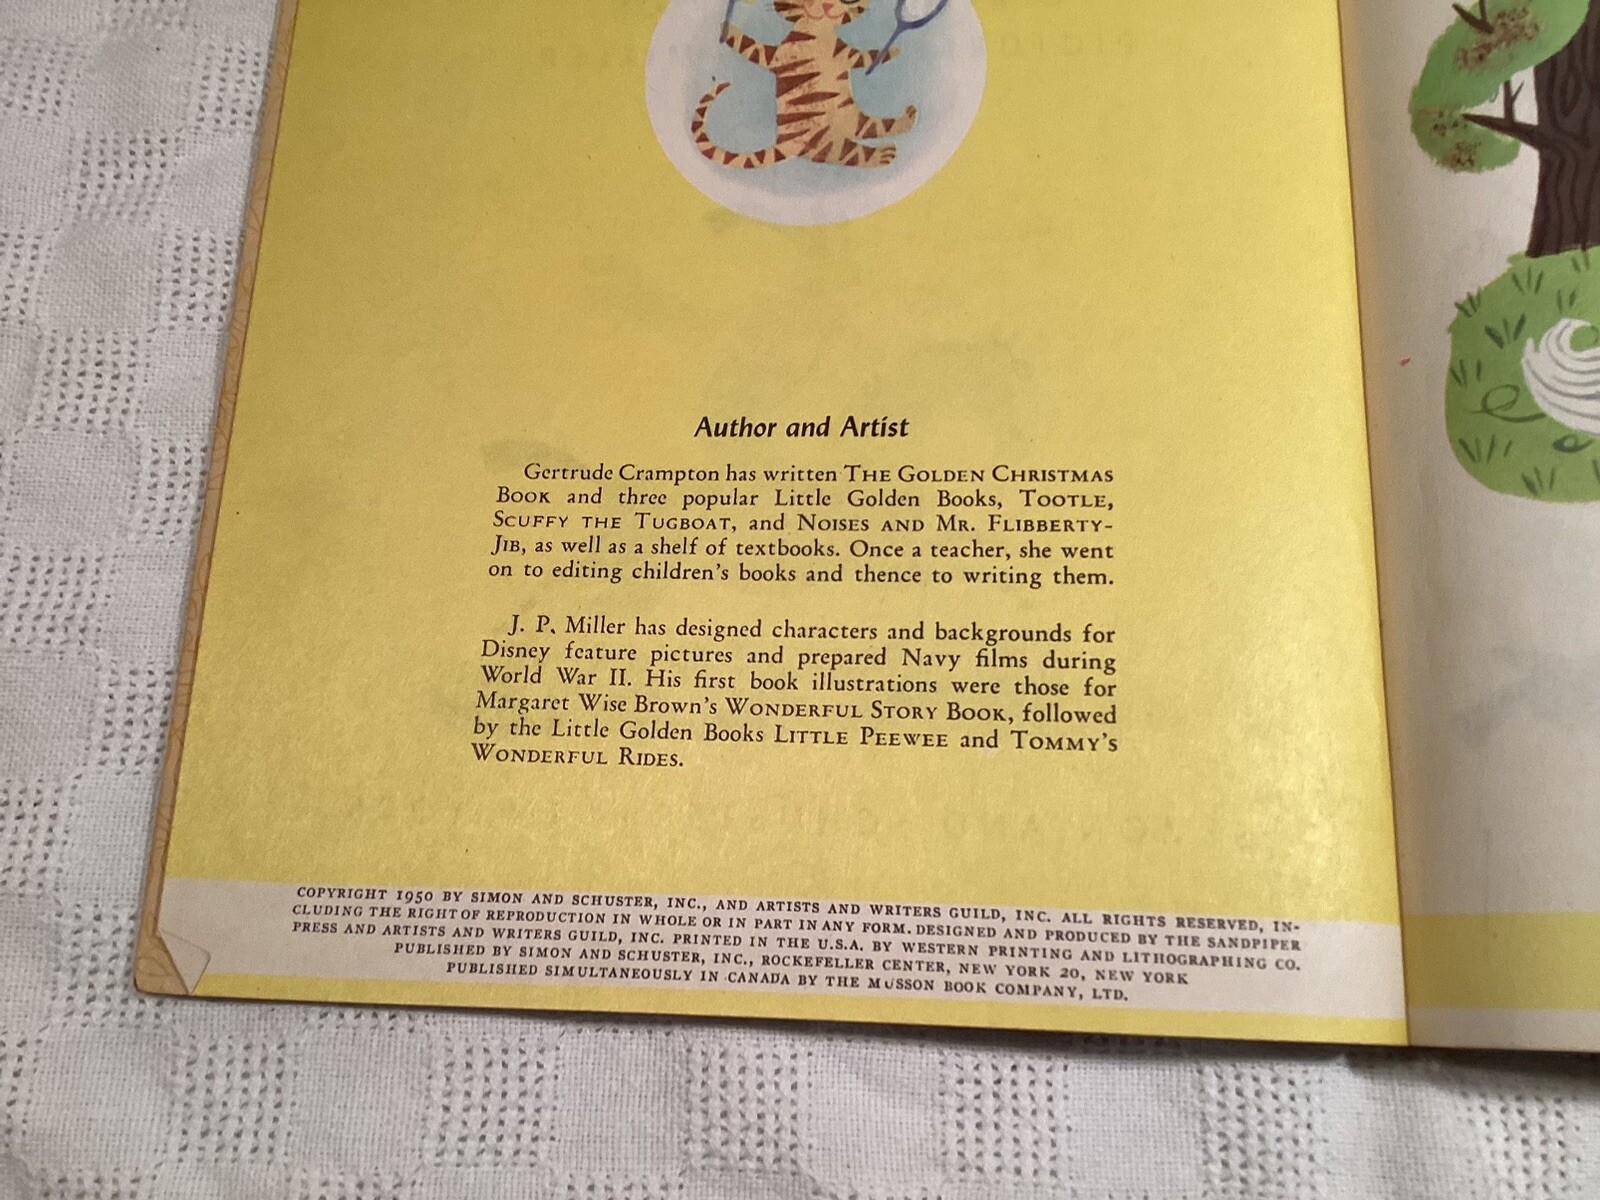 Author and Artist
Gertrude Crampton has written THE GOLDEN CHRISTMAS
BOOK and three popular Little Golden Books, TOOTLE,
SCUFFY THE TUGBOAT, and NOISES AND MR. FLIBBERTY-
JIB, as well as a shelf of textbooks. Once a teacher, she went
on to editing children's books and thence to writing them.
J. P. Miller has designed characters and backgrounds for
Disney feature pictures and prepared Navy films during
World War II. His first book illustrations were those for
Margaret Wise Brown's WONDERFUL STORY BOOK, followed
by the Little Golden Books LITTLE PEEWEE and TOMMY'S
WONDERFUL RIDES.
COPYRIGHT 1950 BY SIMON AND SCHUSTER, INC., AND ARTISTS AND WRITERS GUILD, INC. ALL RIGHTS RESERVED, IN-
CLUDING THE RIGHT OF REPRODUCTION IN WHOLE OR IN PART IN ANY FORM. DESIGNED AND PRODUCED BY THE SANDPIPER
PRESS AND ARTISTS AND WRITERS GUILD, INC. PRINTED IN THE U.S.A. BY WESTERN PRINTING AND LITHOGRAPHING CO.
PUBLISHED BY SIMON AND SCHUSTER, INC., ROCKEFELLER CENTER, NEW YORK 20, NEW YORK
PUBLISHED SIMULTANEOUSLY IN CANADA BY THE MUSSON BOOK COMPANY, LTD.